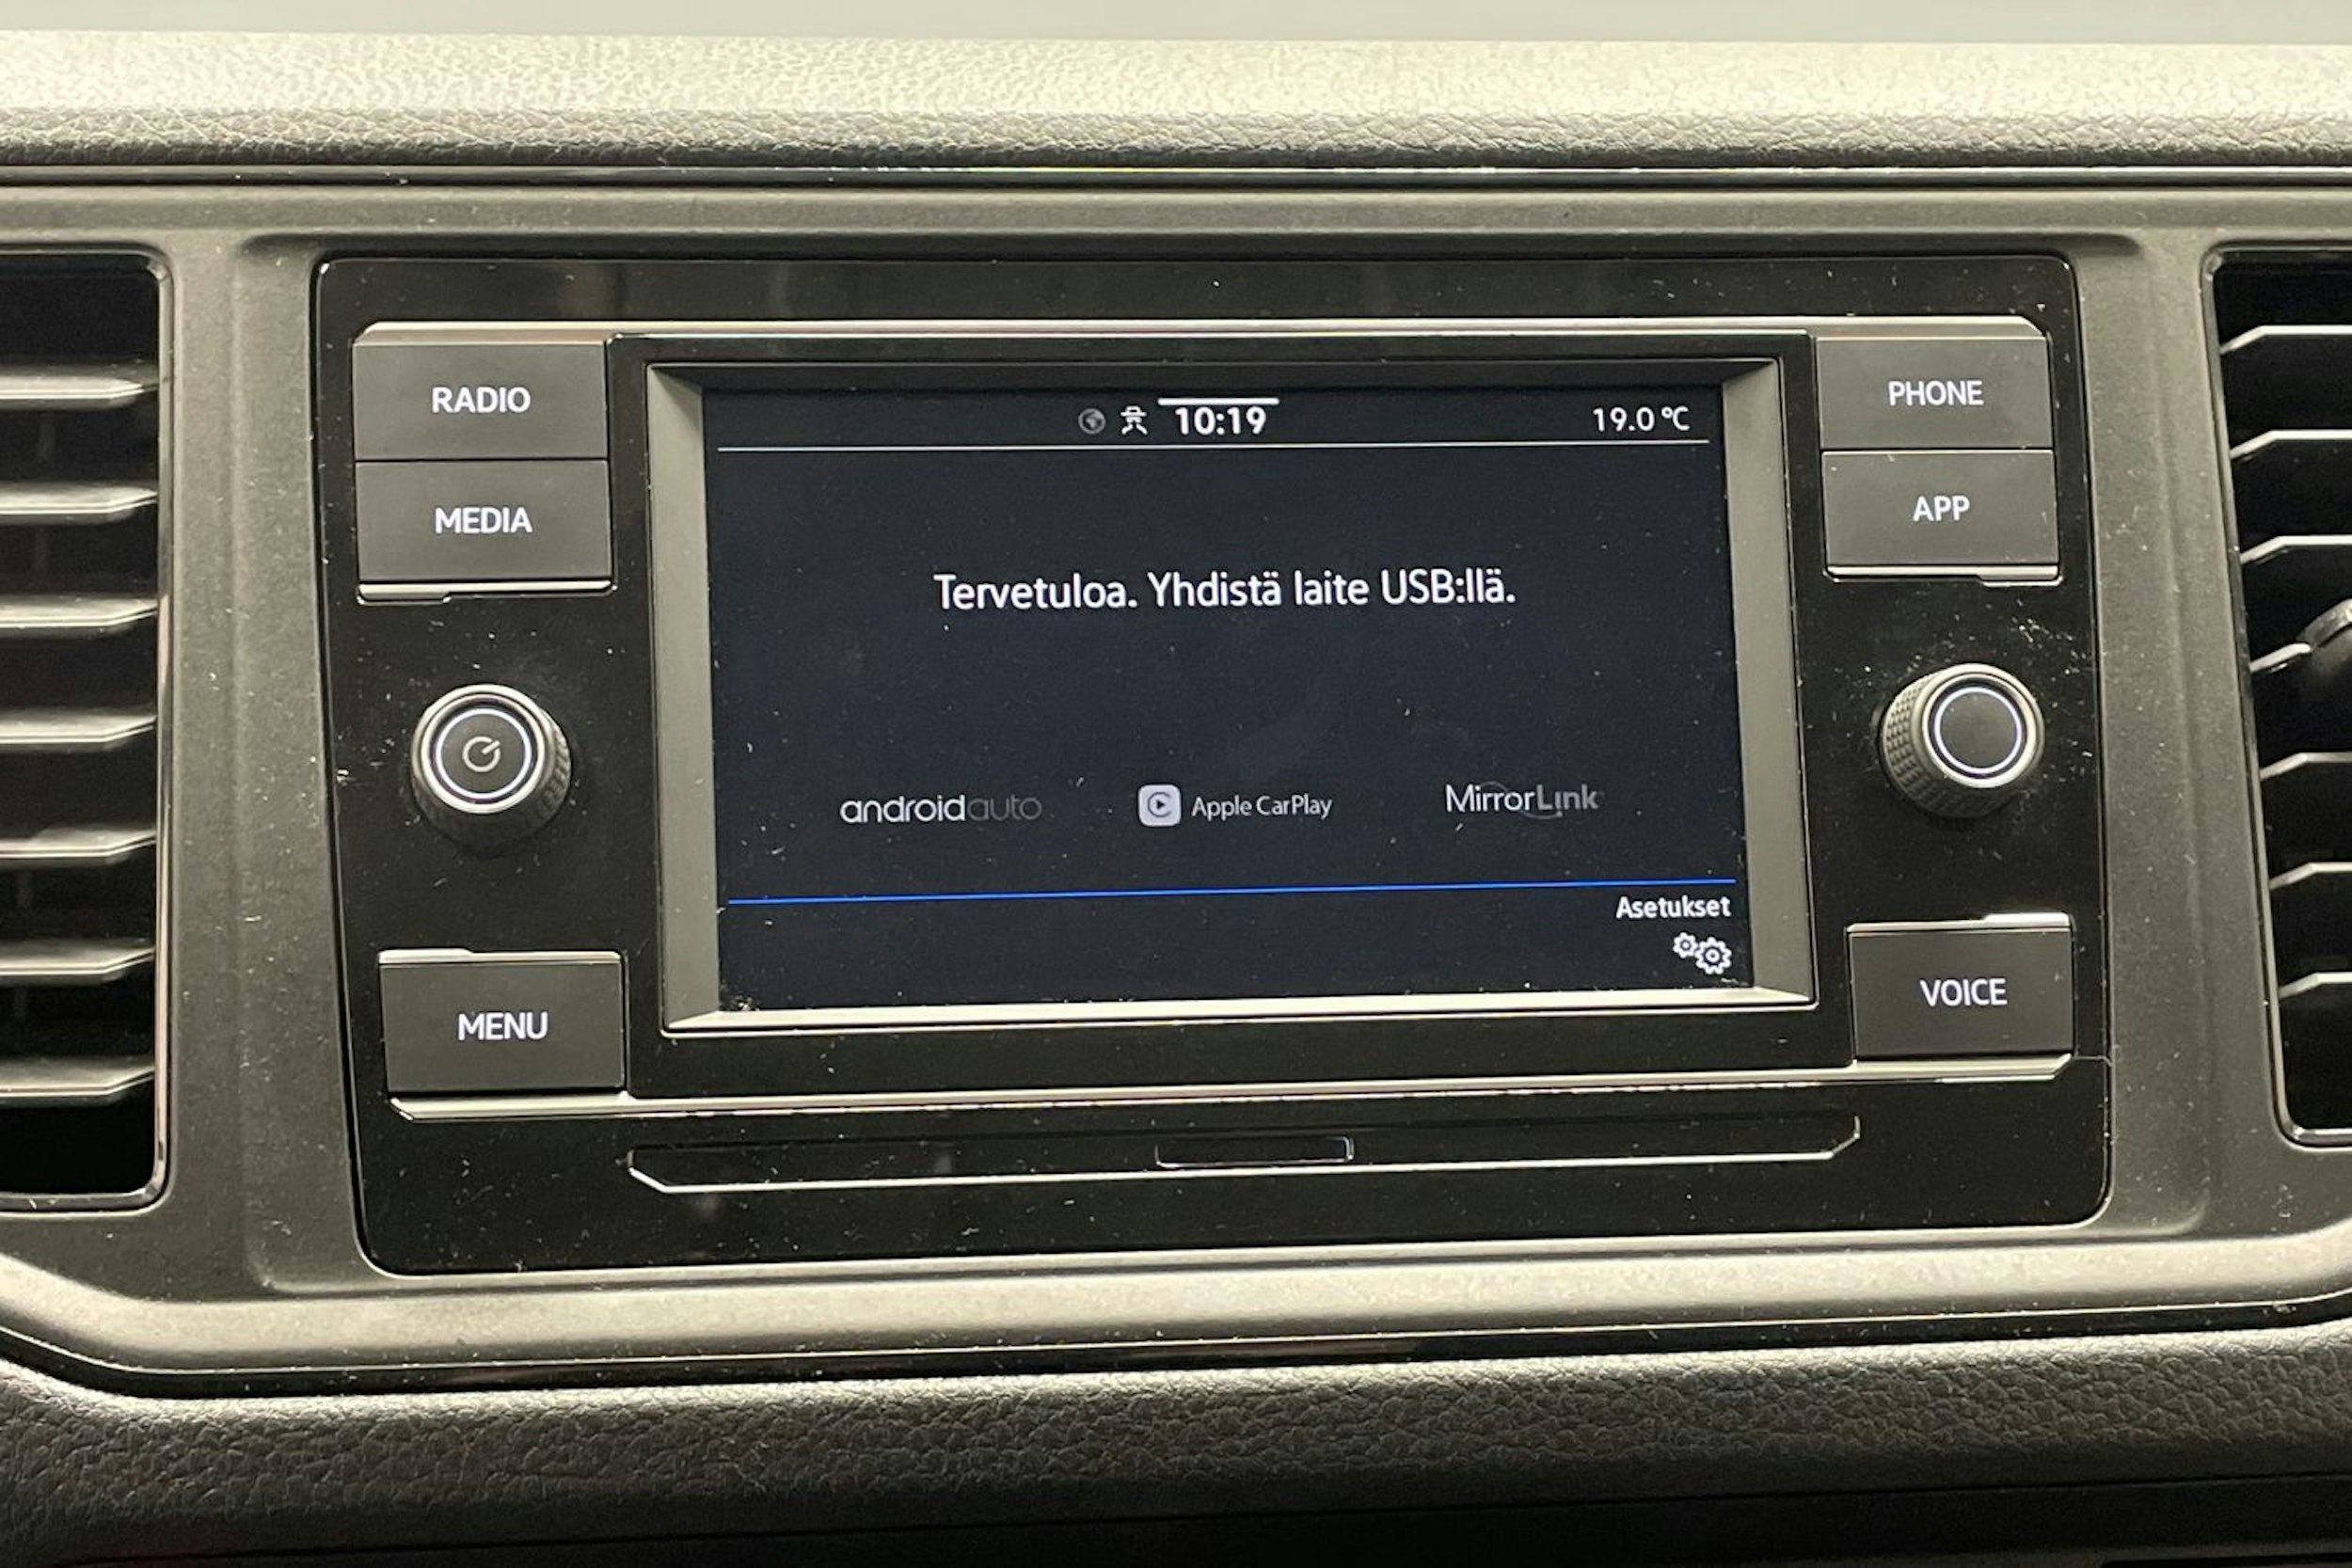 RADIO
MEDIA
MENU
10:19
19.0 °C
Tervetuloa. Yhdistä laite USB:llä.
androidauto
Apple CarPlay
MirrorLink
Asetukset
PHONE
APP
VOICE